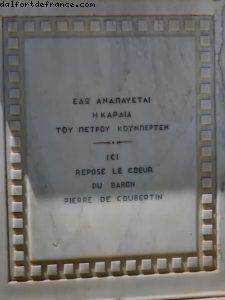 dalfortdefrance.com
ΕΔΩ ΑΝΑΠΑΥΕΤΑΙ
Η ΚΑΡΔΙΑ
ΤΟΥ ΠΕΤΡΟΥ ΚΟΥΜΠΕΡΤΕΝ
ICI
REPOSE LE COEUR
DU BARON
PIERRE DE COUBERTIN